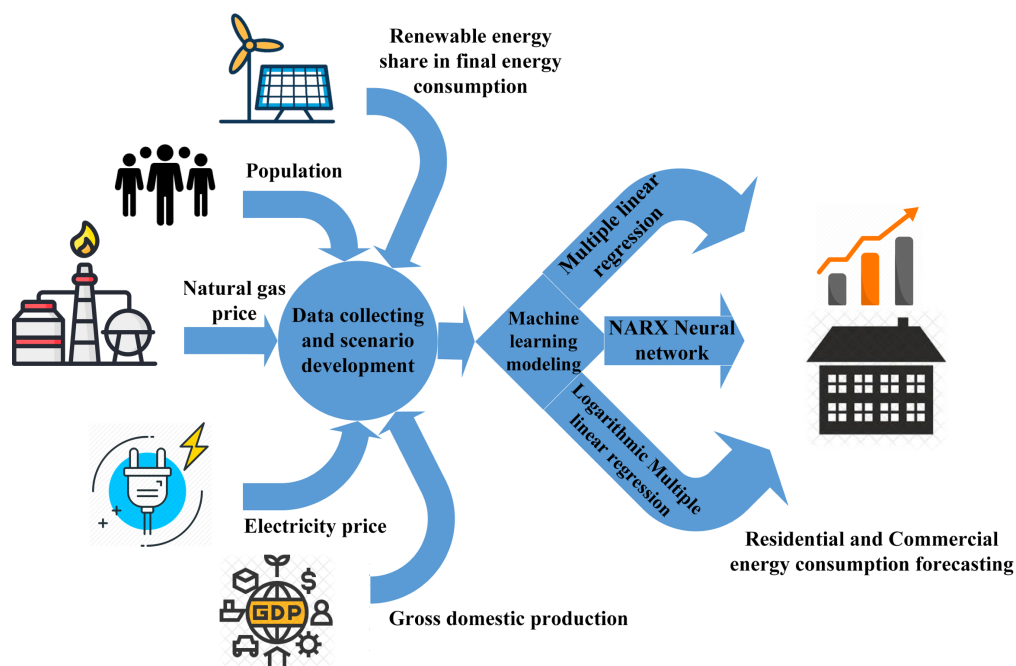 Renewable energy
share in final energy
consumption
Population
Natural gas
price
Data collecting
and scenario
development
Electricity price
GDP
$
Gross domestic production
Machine
learning
modeling
Multiple linear
regression
NARX Neural
network
Logarithmic Multiple
linear regression
Residential and Commercial
energy consumption forecasting